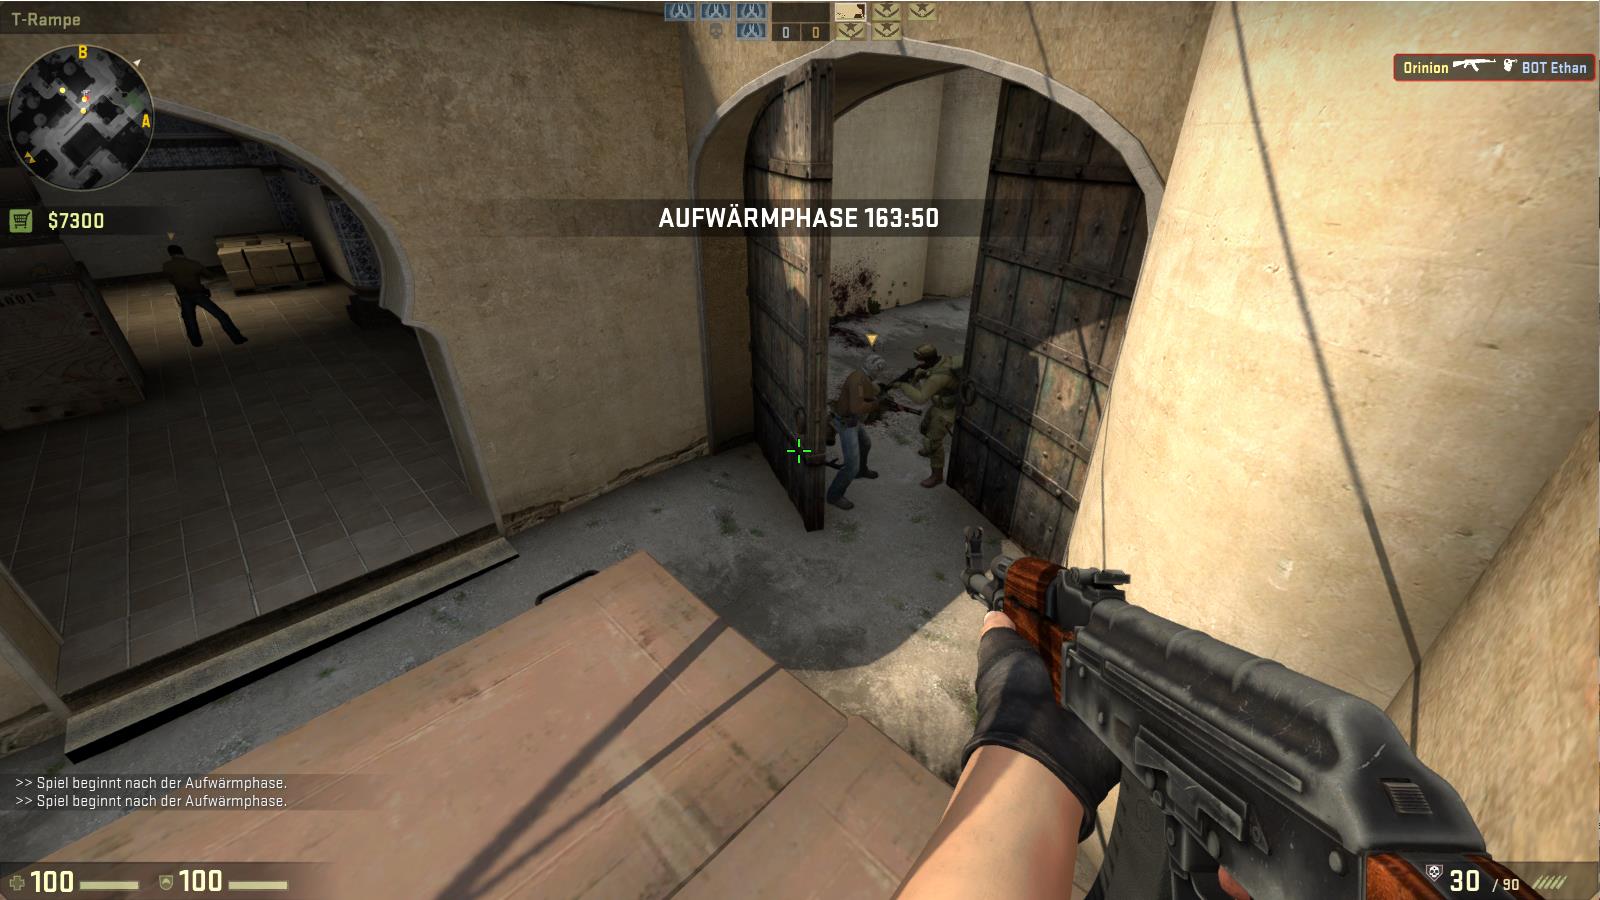 T-Rampe
B
A
0 0
Orinion BOT Ethan
$7300
AUFWÄRMPHASE 163:50
>> Spiel beginnt nach der Aufwärmphase.
>> Spiel beginnt nach der Aufwärmphase.
100 100
30 / 90